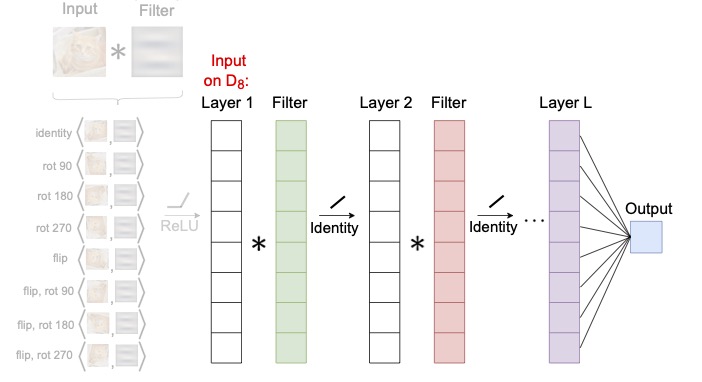 Input
Filter
Input
on D8:
Layer 1
Filter
Layer 2
Filter
Layer L
identity
rot 90
rot 180
rot 270
flip
flip, rot 90
flip, rot 180
flip, rot 270
ReLU
*
Identity
*
Identity
...
Output